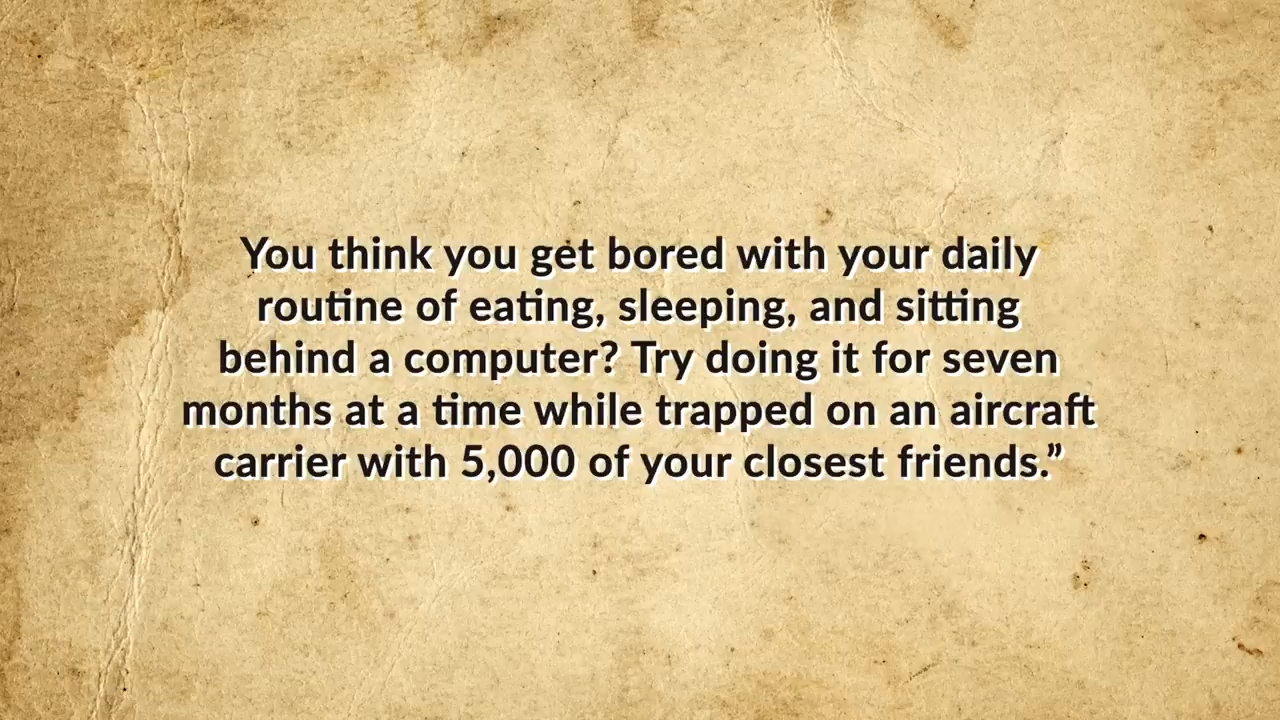 You think you get bored with your daily
routine of eating, sleeping, and sitting
behind a computer? Try doing it for seven
months at a time while trapped on an aircraft
carrier with 5,000 of your closest friends.”